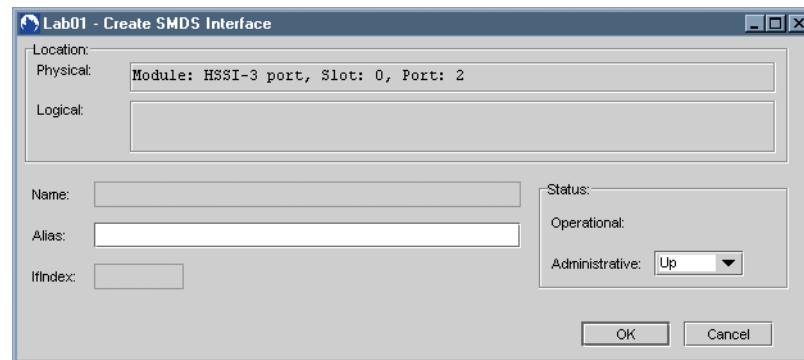 Lab01 - Create SMDS Interface
Location:
Physical: Module: HSSI-3 port, Slot: 0, Port: 2
Logical:
Name:
Status:
Operational:
Alias:
Administrative: Up
IfIndex:
OK Cancel